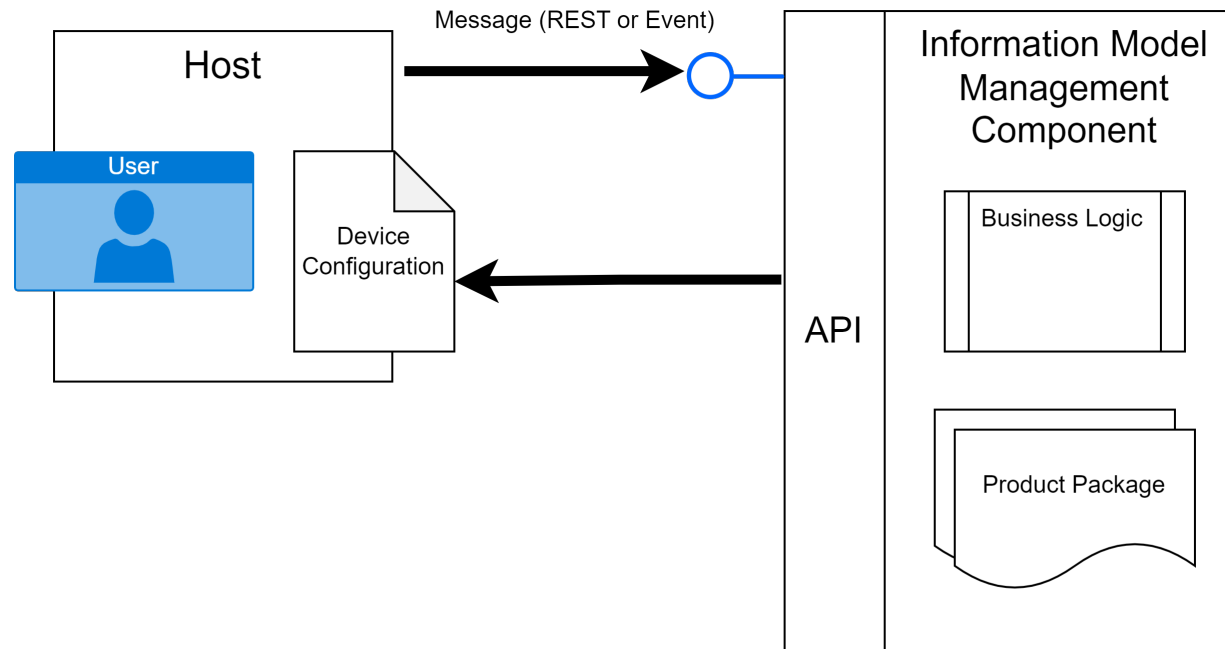 Message (REST or Event)
Host
User
Device
Configuration
API
Information Model
Management
Component
Business Logic
Product Package